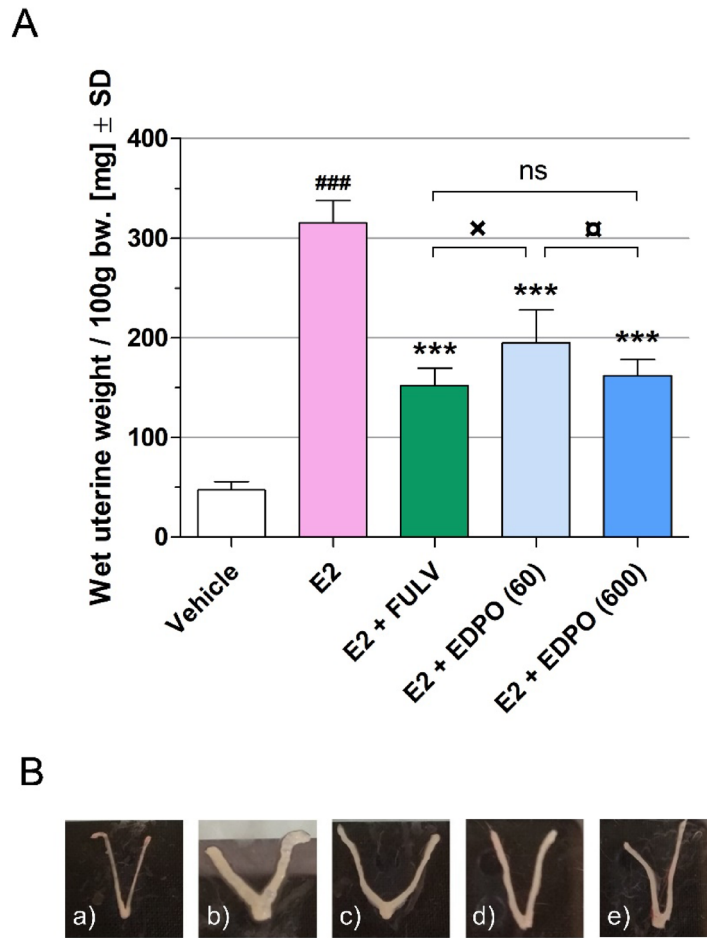 A
Wet uterine weight / 100g bw. [mg] ± SD
400
300
200
100
0
###
ns
×
¤
***
***
***
Vehicle
E2
E2 + FULV
E2 + EDPO (60)
E2 + EDPO (600)
B
a)
b)
c)
d)
e)